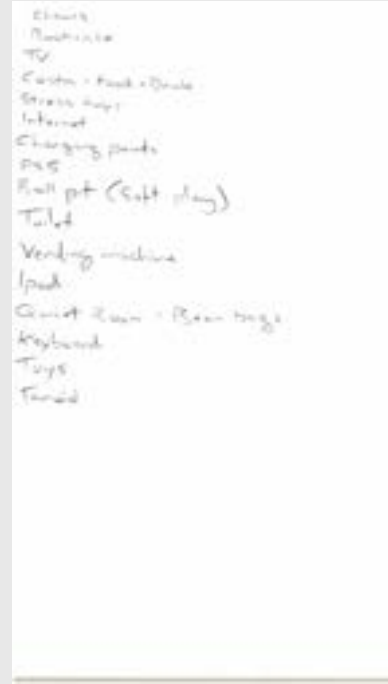 Chairs
TV
Costa - Food + Drink
Stress toys
Internet
Charging points
PS5
Ball pit (Soft play)
Toilet
Vending machine
Ipad
Quiet Room - Bean bags
Keyboard
Toys